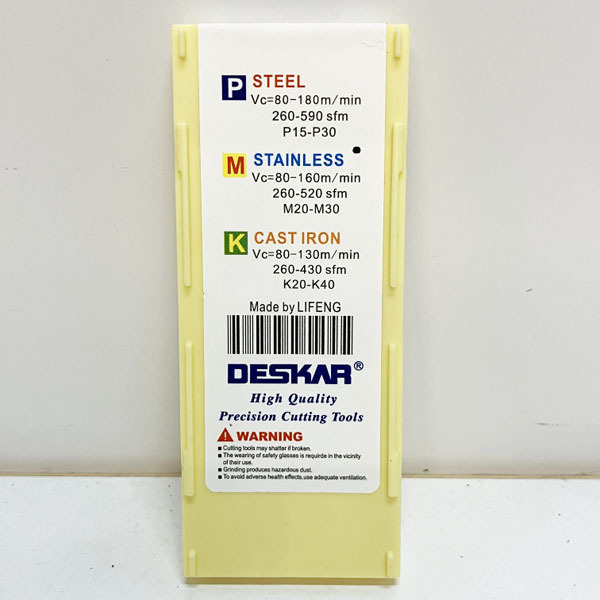 P STEEL
Vc=80-180m/min
260-590 sfm
P15-P30
M STAINLESS
Vc=80-160m/min
260-520 sfm
M20-M30
K CAST IRON
Vc=80-130m/min
260-430 sfm
K20-K40
Made by LIFENG
DESKAR®
High Quality
Precision Cutting Tools
WARNING
■ Cutting tools may shatter if broken.
■ The wearing of safety glasses is requirde in the vicinity
of their use.
■ Grinding produces hazardous dust.
■ To avoid adverse health effects.use adequate ventilation.